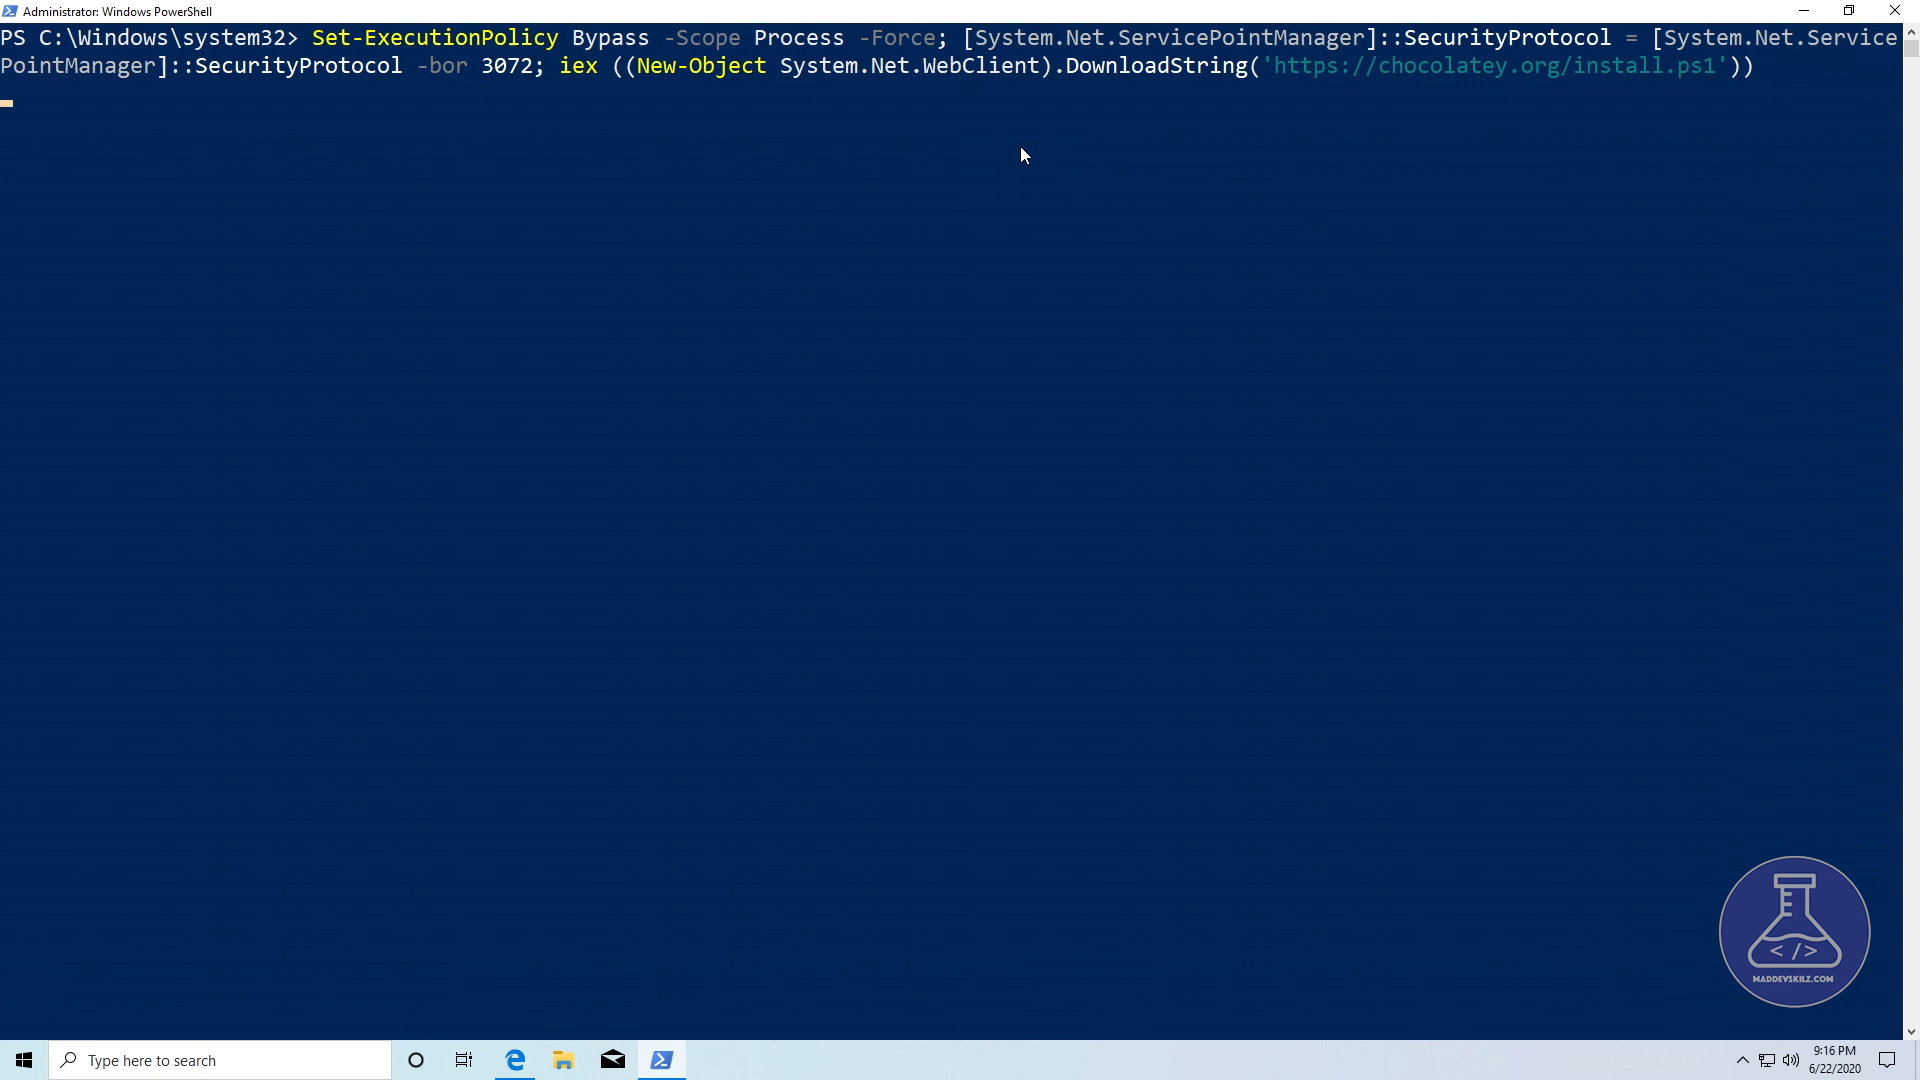 Administrator: Windows PowerShell
PS C:\Windows\system32> Set-ExecutionPolicy Bypass -Scope Process -Force; [System.Net.ServicePointManager]::SecurityProtocol = [System.Net.Service
PointManager]::SecurityProtocol -bor 3072; iex ((New-Object System.Net.WebClient).DownloadString('https://chocolatey.org/install.ps1'))
</>
MADDEVSKILZ.COM
Type here to search
9:16 PM
6/22/2020